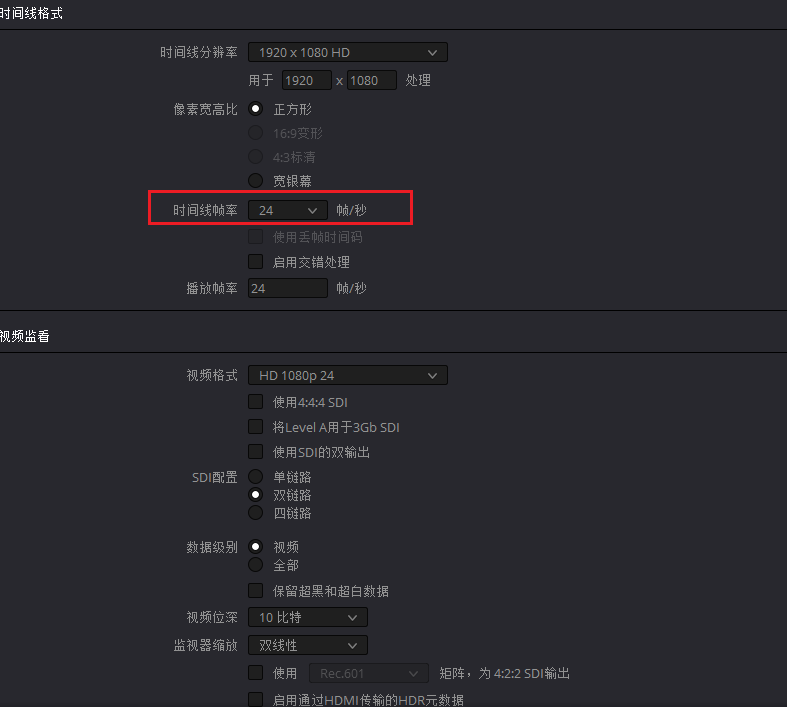 时间线格式
时间线分辨率 1920 x 1080 HD
用于 1920 x 1080 处理
像素宽高比 正方形
16:9变形
4:3标清
宽银幕
时间线帧率 24 帧/秒
使用丢帧时间码
启用交错处理
播放帧率 24 帧/秒
视频监看
视频格式 HD 1080p 24
使用4:4:4 SDI
将Level A用于3Gb SDI
使用SDI的双输出
SDI配置 单链路
双链路
四链路
数据级别 视频
全部
保留超黑和超白数据
视频位深 10 比特
监视器缩放 双线性
使用 Rec.601 矩阵，为 4:2:2 SDI输出
启用通过HDMI传输的HDR元数据